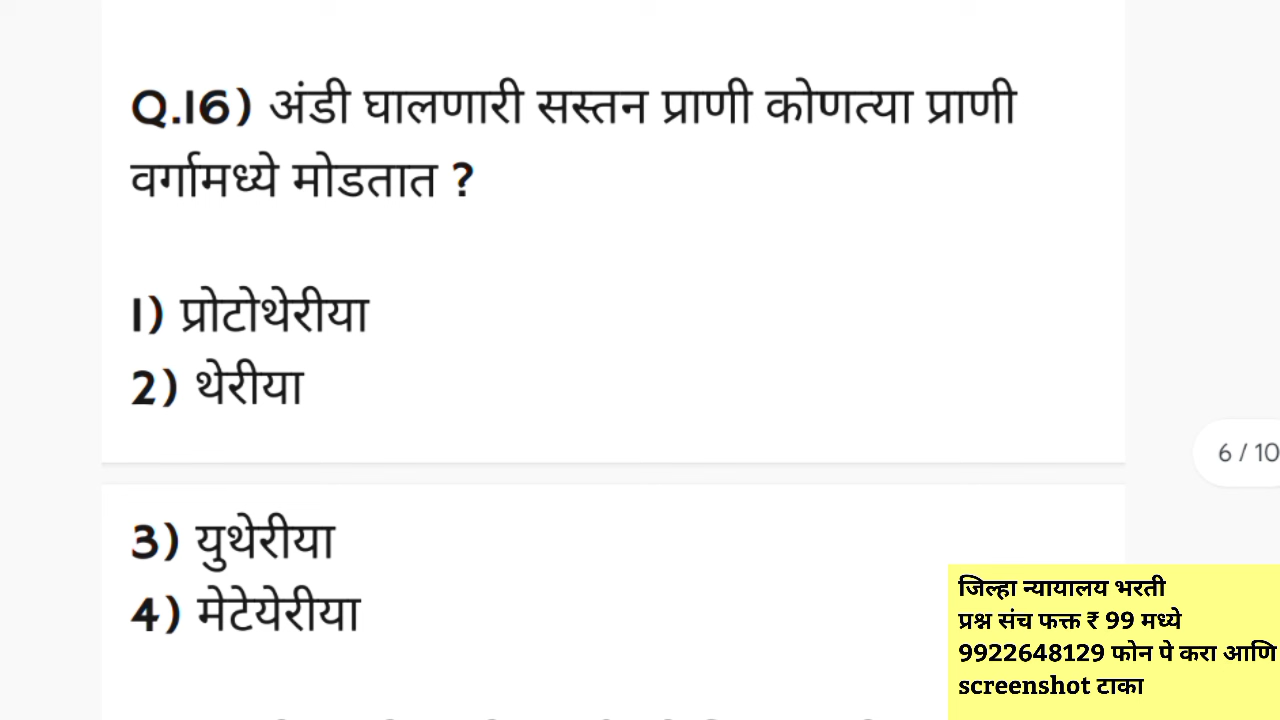 Q.16) अंडी घालणारी सस्तन प्राणी कोणत्या प्राणी
वर्गामध्ये मोडतात ?
1) प्रोटोथेरीया
2) थेरीया
6 / 10
3) युथेरीया
4) मेटेयेरीया
जिल्हा न्यायालय भरती
प्रश्न संच फक्त ₹ 99 मध्ये
9922648129 फोन पे करा आणि
screenshot टाका